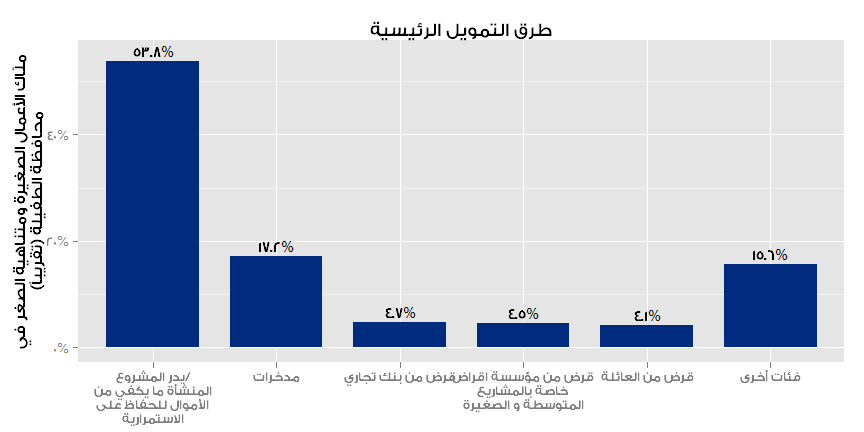 طرق التمويل الرئيسية
ملّاك الأعمال الصغيرة ومتناهية الصغر في
محافظة الطفيلة (تقريباً)
٤٠%
٢٠%
٠%
٥٣.٨%
١٧.٢%
٤.٧%
٤.٥%
٤.١%
١٥.٦%
يدر المشروع/
المنشأة ما يكفي من
الأموال للحفاظ على
الاستمرارية
مدخرات
قرض من بنك تجاري
قرض من مؤسسة اقراض
خاصة بالمشاريع
المتوسطة و الصغيرة
قرض من العائلة
فئات أخرى